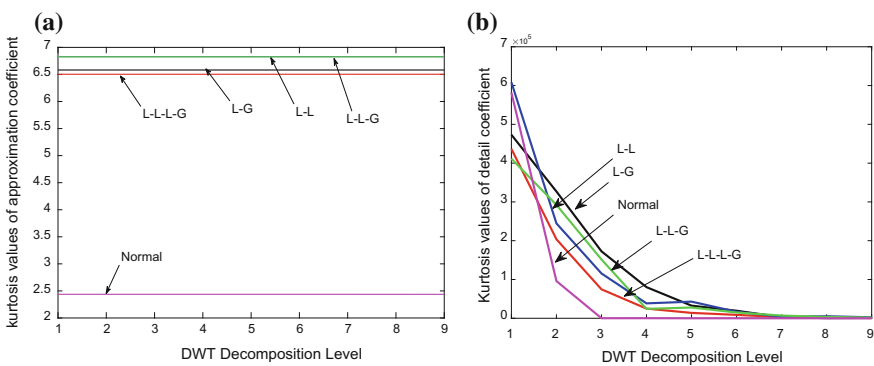 (a)
kurtosis values of approximation coefficient
7
6.5
6
5.5
5
4.5
4
3.5
3
2.5
2
L-L-L-G
L-G
L-L
L-L-G
Normal
1 2 3 4 5 6 7 8 9
DWT Decomposition Level
(b)
Kurtosis values of detail coefficient
7 ×10⁵
6
5
4
3
2
1
0
L-L
L-G
Normal
L-L-G
L-L-L-G
1 2 3 4 5 6 7 8 9
DWT Decomposition Level